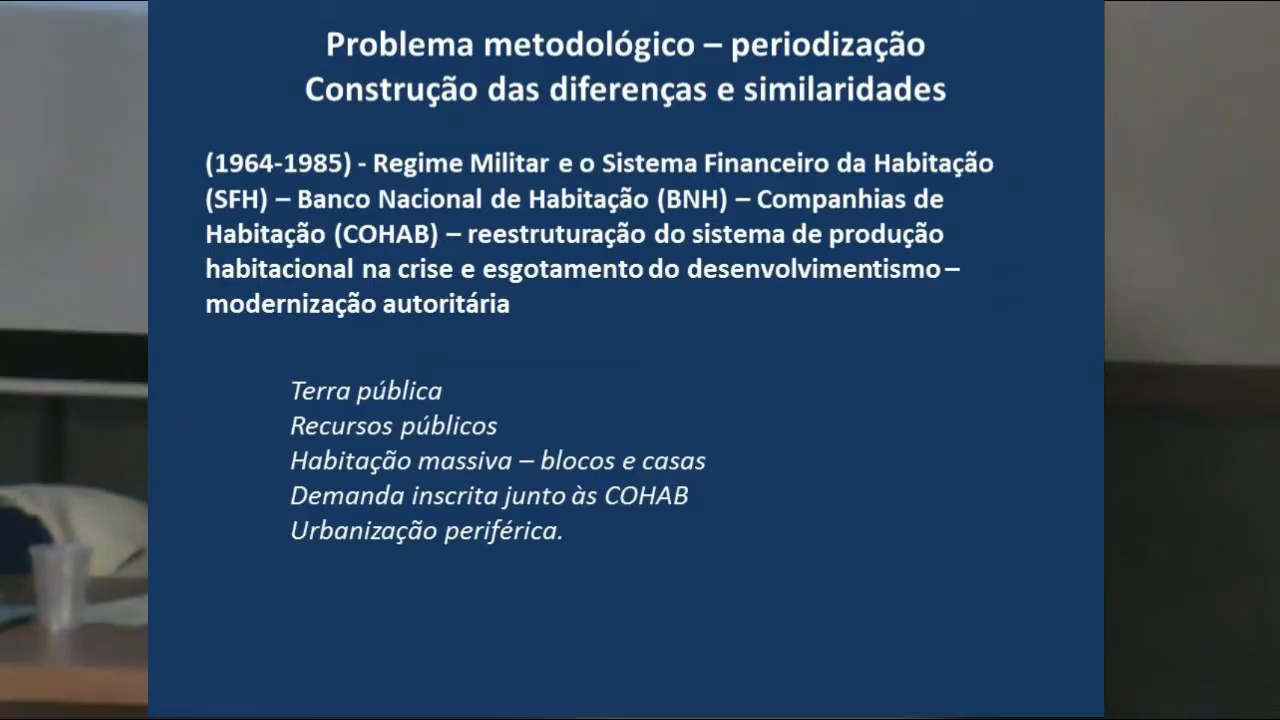 Problema metodológico – periodização
Construção das diferenças e similaridades
(1964-1985) - Regime Militar e o Sistema Financeiro da Habitação
(SFH) – Banco Nacional de Habitação (BNH) – Companhias de
Habitação (COHAB) – reestruturação do sistema de produção
habitacional na crise e esgotamento do desenvolvimentismo –
modernização autoritária
Terra pública
Recursos públicos
Habitação massiva – blocos e casas
Demanda inscrita junto às COHAB
Urbanização periférica.